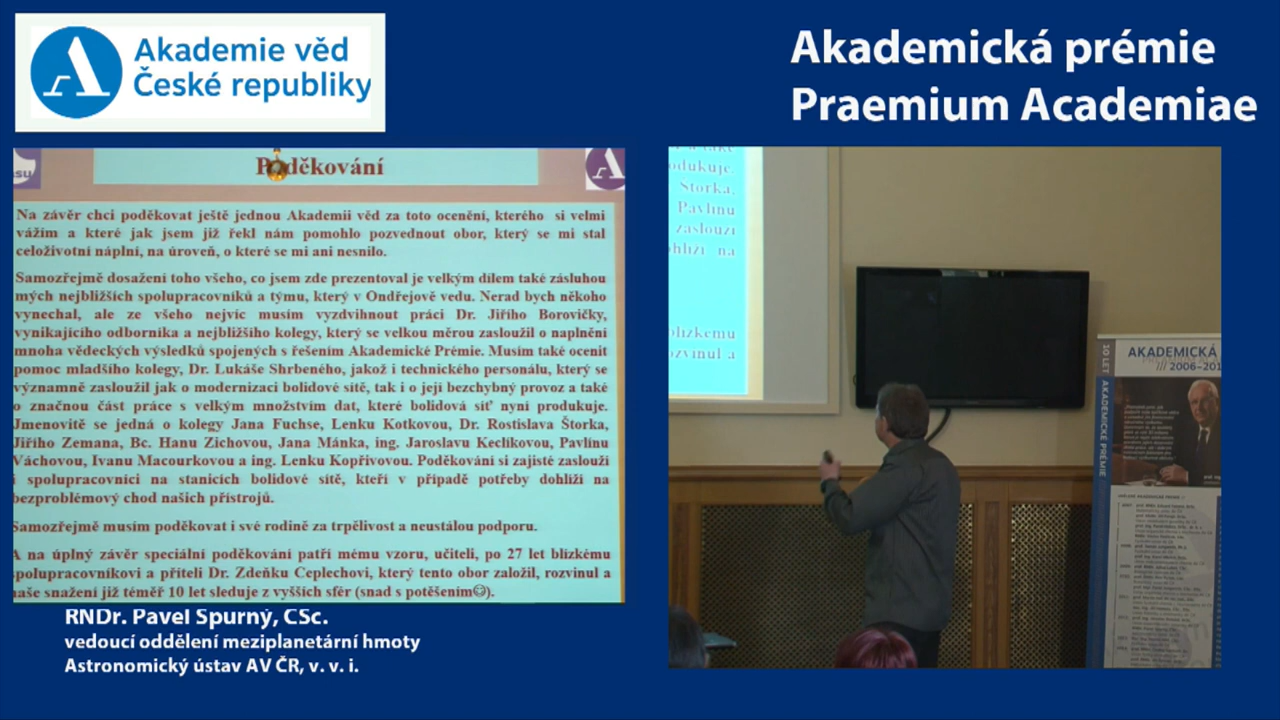 Akademie věd
České republiky
Akademická prémie
Praemium Academiae
Poděkování
Na závěr chci poděkovat ještě jednou Akademii věd za toto ocenění, kterého si velmi
vážím a které jak jsem již řekl nám pomohlo pozvednout obor, který se mi stal
celoživotní náplní, na úroveň, o které se mi ani nesnilo.
Samozřejmě dosažení toho všeho, co jsem zde prezentoval je velkým dílem také zásluhou
mých nejbližších spolupracovníků a týmu, který v Ondřejově vedu. Nerad bych někoho
vynechal, ale ze všeho nejvíc musím vyzdvihnout práci Dr. Jiřího Borovičky,
vynikajícího odborníka a nejbližšího kolegy, který se velkou měrou zasloužil o naplnění
mnoha vědeckých výsledků spojených s řešením Akademické Prémie. Musím také ocenit
pomoc mladšího kolegy, Dr. Lukáše Shrbeného, jakož i technického personálu, který se
významně zasloužil jak o modernizaci bolidové sítě, tak i o její bezchybný provoz a také
o značnou část práce s velkým množstvím dat, které bolidová síť nyní produkuje.
Jmenovitě se jedná o kolegy Jana Fuchse, Lenku Kotkovou, Dr. Rostislava Štorka,
Jiřího Zemana, Bc. Hanu Zichovou, Jana Mánka, ing. Jaroslavu Keclíkovou, Pavlínu
Váchovou, Ivanu Macourkovou a ing. Lenku Kopřivovou. Poděkování si zajisté zaslouží
i spolupracovníci na stanicích bolidové sítě, kteří v případě potřeby dohlíží na
bezproblémový chod našich přístrojů.
Samozřejmě musím poděkovat i své rodině za trpělivost a neustálou podporu.
A na úplný závěr speciální poděkování patří mému vzoru, učiteli, po 27 let blízkému
spolupracovníkovi a příteli Dr. Zdeňku Ceplechovi, který tento obor založil, rozvinul a
naše snažení již téměř 10 let sleduje z vyšších sfér (snad s potěšením☺).
odukuje.
Štorka,
Pavlínu
zaslouží
ohlíží na
blízkému
ozvinul a
10 LET AKADEMICKÉ PRÉMIE
AKADEMICKÁ
/// 2006–201
RNDr. Pavel Spurný, CSc.
vedoucí oddělení meziplanetární hmoty
Astronomický ústav AV ČR, v. v. i.